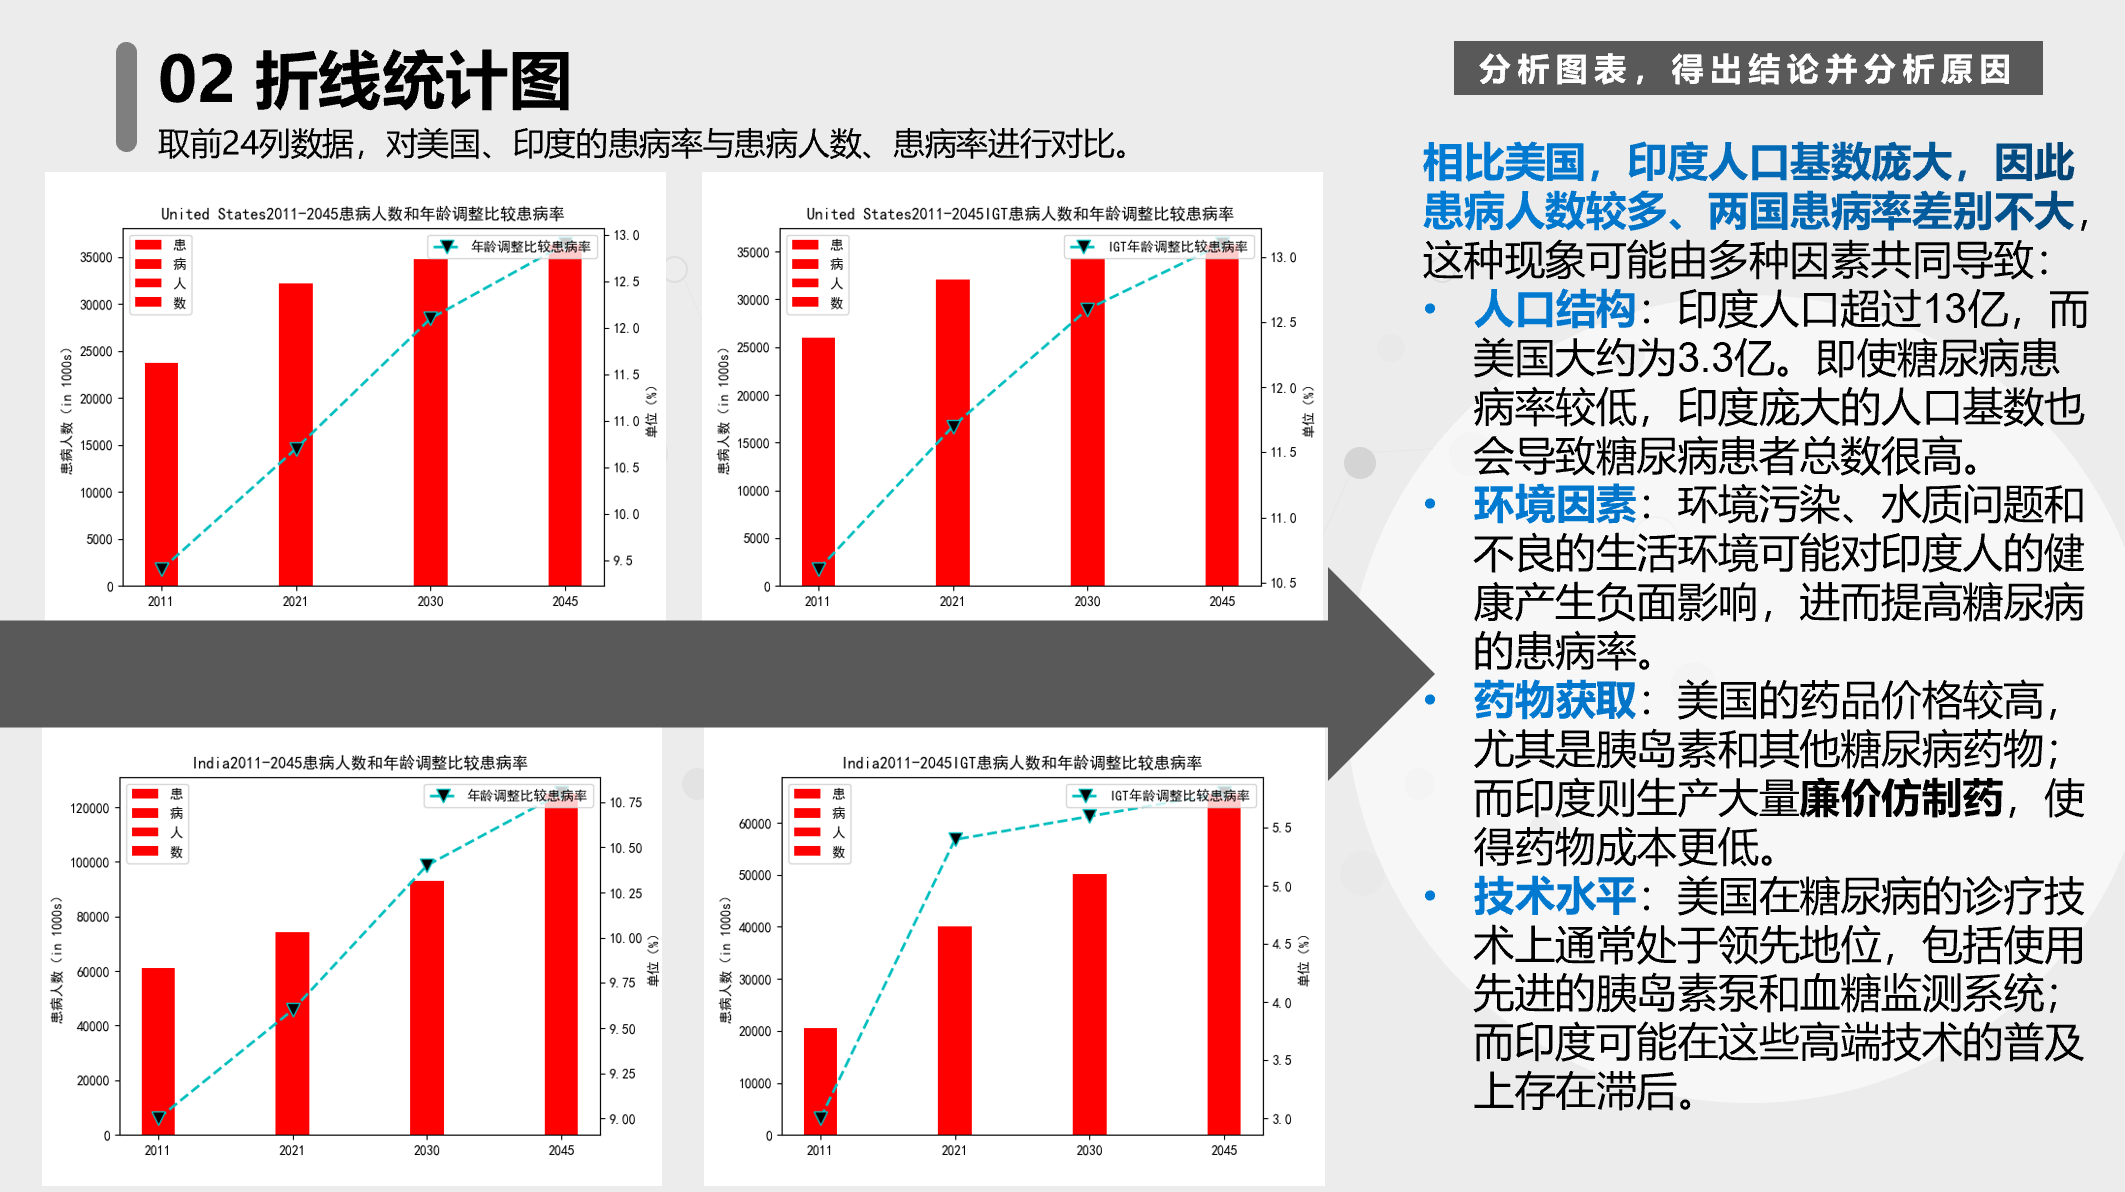 02 折线统计图
取前24列数据，对美国、印度的患病率与患病人数、患病率进行对比。
United States2011-2045患病人数和年龄调整比较患病率
患
病
人
数
年龄调整比较患病率
35000
30000
25000
20000
15000
10000
5000
0
患病人数 (in 1000s)
13.0
12.5
12.0
11.5
11.0
10.5
10.0
9.5
单位 (%)
2011
2021
2030
2045
United States2011-2045IGT患病人数和年龄调整比较患病率
患
病
人
数
IGT年龄调整比较患病率
35000
30000
25000
20000
15000
10000
5000
0
患病人数 (in 1000s)
13.0
12.5
12.0
11.5
11.0
10.5
单位 (%)
2011
2021
2030
2045
India2011-2045患病人数和年龄调整比较患病率
患
病
人
数
年龄调整比较患病率
120000
100000
80000
60000
40000
20000
0
患病人数 (in 1000s)
10.75
10.50
10.25
10.00
9.75
9.50
9.25
9.00
单位 (%)
2011
2021
2030
2045
India2011-2045IGT患病人数和年龄调整比较患病率
患
病
人
数
IGT年龄调整比较患病率
60000
50000
40000
30000
20000
10000
0
患病人数 (in 1000s)
5.5
5.0
4.5
4.0
3.5
3.0
单位 (%)
2011
2021
2030
2045
分析图表，得出结论并分析原因
相比美国，印度人口基数庞大，因此
患病人数较多、两国患病率差别不大，
这种现象可能由多种因素共同导致：
• 人口结构：印度人口超过13亿，而
美国大约为3.3亿。即使糖尿病患
病率较低，印度庞大的人口基数也
会导致糖尿病患者总数很高。
• 环境因素：环境污染、水质问题和
不良的生活环境可能对印度人的健
康产生负面影响，进而提高糖尿病
的患病率。
• 药物获取：美国的药品价格较高，
尤其是胰岛素和其他糖尿病药物；
而印度则生产大量廉价仿制药，使
得药物成本更低。
• 技术水平：美国在糖尿病的诊疗技
术上通常处于领先地位，包括使用
先进的胰岛素泵和血糖监测系统；
而印度可能在这些高端技术的普及
上存在滞后。